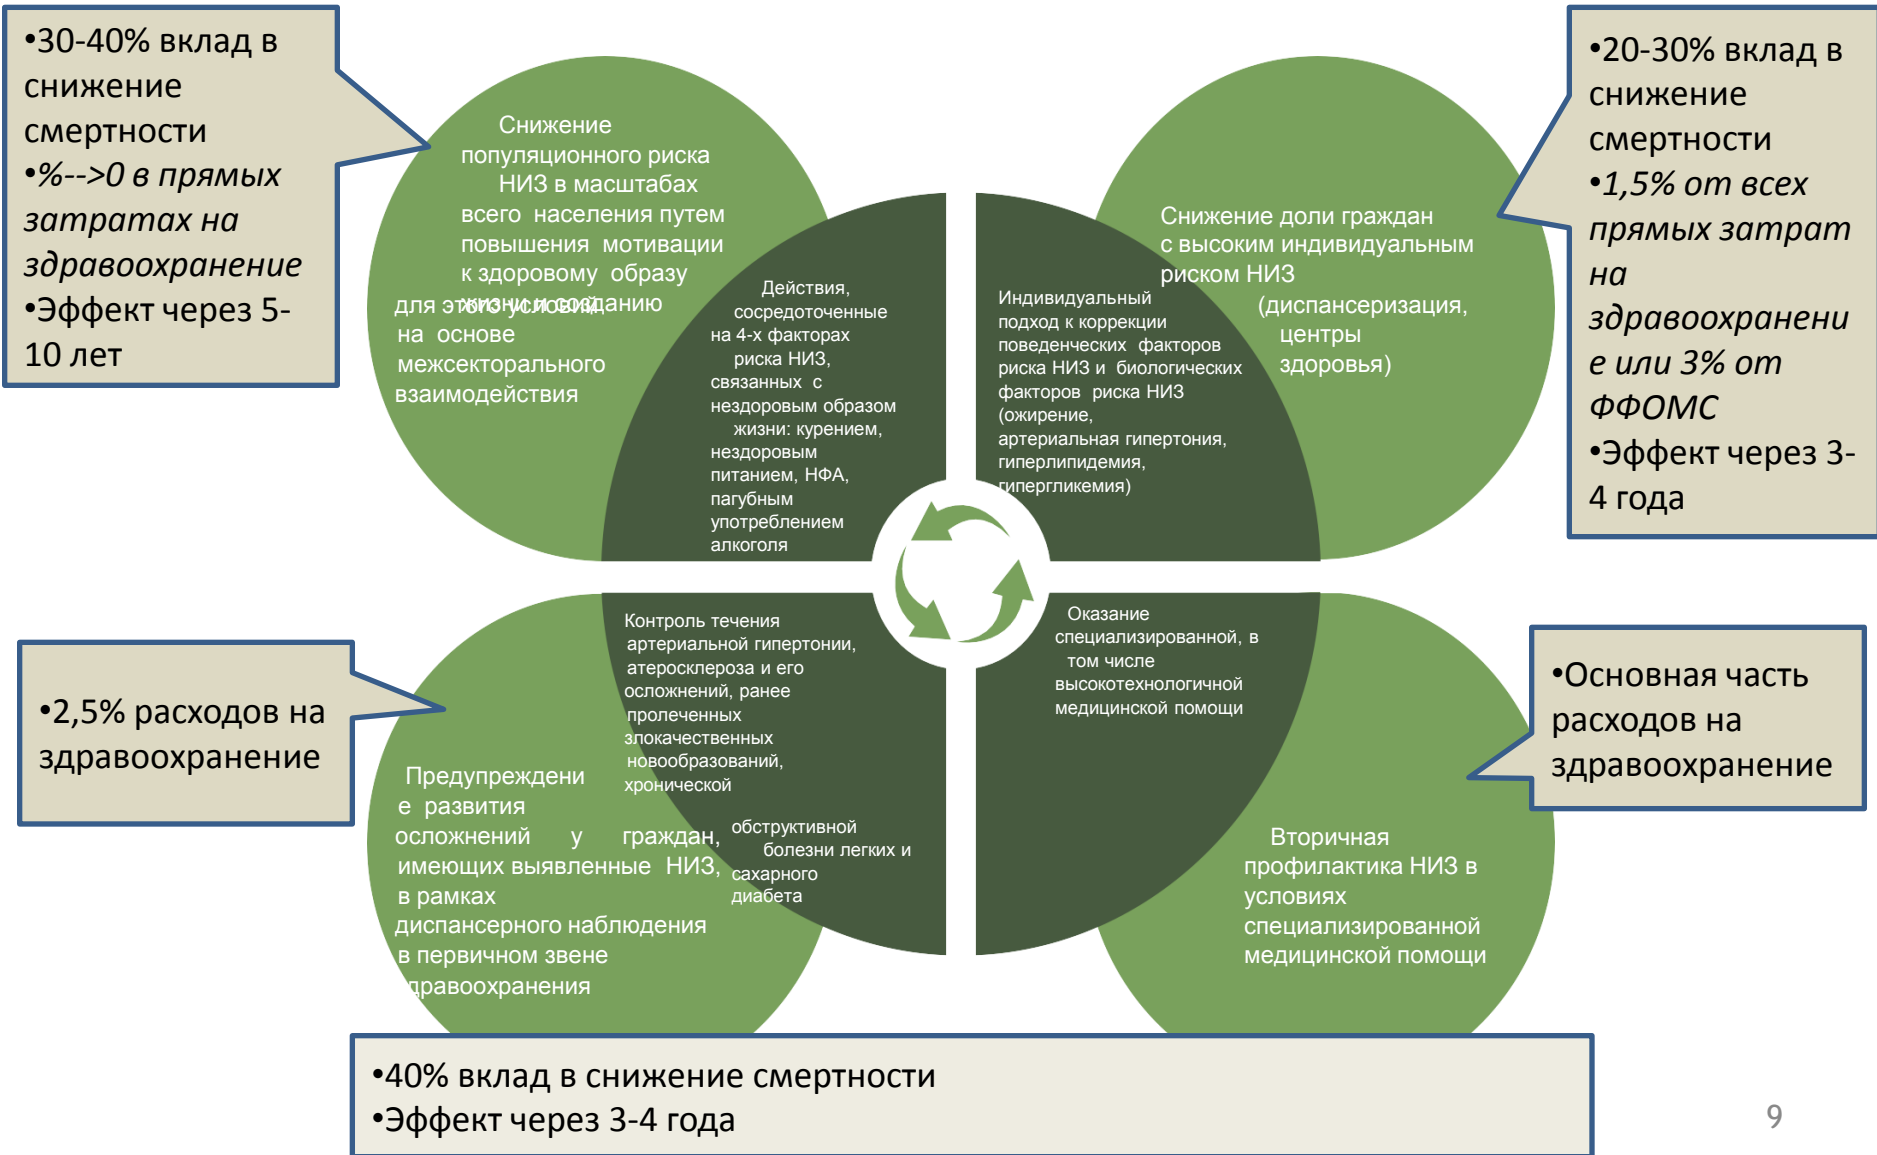 •30-40% вклад в
снижение
смертности
•%-->0 в прямых
затратах на
здравоохранение
•Эффект через 5-
10 лет
Снижение
популяционного риска
НИЗ в масштабах
всего населения путем
повышения мотивации
к здоровому образу
жизни и созданию
для этого условий
на основе
межсекторального
взаимодействия
Действия,
сосредоточенные
на 4-х факторах
риска НИЗ,
связанных с
нездоровым образом
жизни: курением,
нездоровым
питанием, НФА,
пагубным
употреблением
алкоголя
Индивидуальный
подход к коррекции
поведенческих факторов
риска НИЗ и биологических
факторов риска НИЗ
(ожирение,
артериальная гипертония,
гиперлипидемия,
гипергликемия)
Снижение доли граждан
с высоким индивидуальным
риском НИЗ
(диспансеризация,
центры
здоровья)
•20-30% вклад в
снижение
смертности
•1,5% от всех
прямых затрат
на
здравоохранени
е или 3% от
ФФОМС
•Эффект через 3-
4 года
•2,5% расходов на
здравоохранение
Контроль течения
артериальной гипертонии,
атеросклероза и его
осложнений, ранее
пролеченных
злокачественных
новообразований,
хронической
обструктивной
болезни легких и
сахарного
диабета
Предупреждени
е развития
осложнений у граждан,
имеющих выявленные НИЗ,
в рамках
диспансерного наблюдения
в первичном звене
здравоохранения
Оказание
специализированной, в
том числе
высокотехнологичной
медицинской помощи
Вторичная
профилактика НИЗ в
условиях
специализированной
медицинской помощи
•Основная часть
расходов на
здравоохранение
•40% вклад в снижение смертности
•Эффект через 3-4 года
9